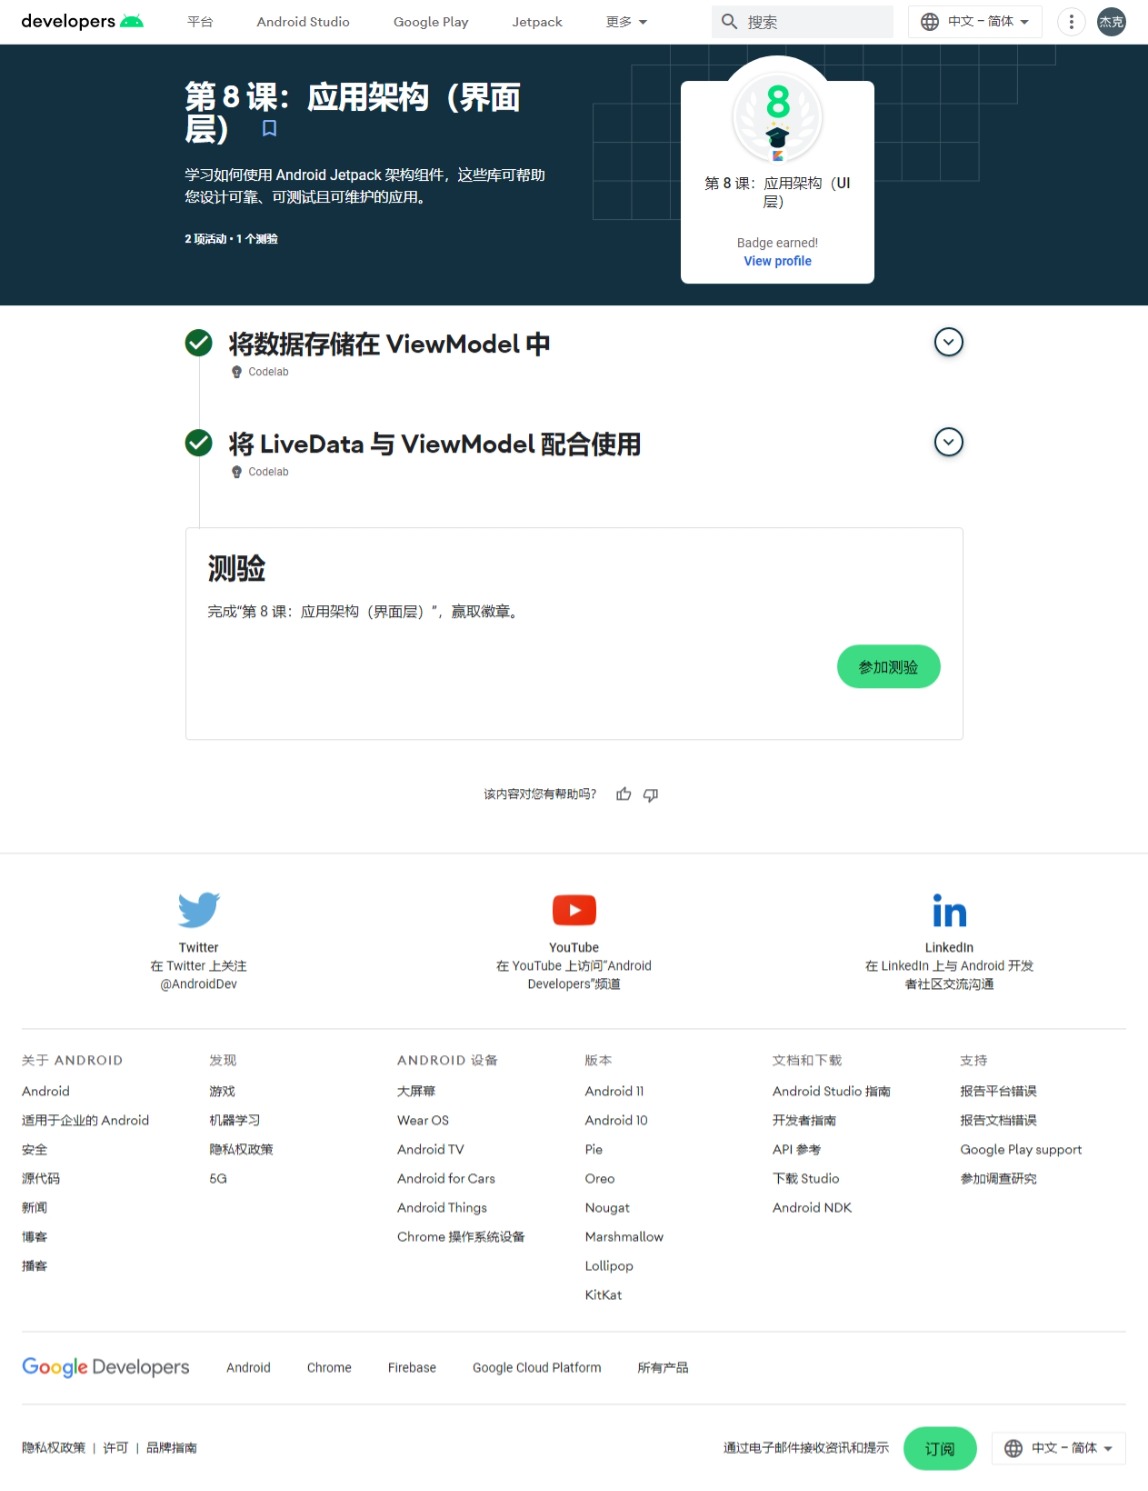 developers
平台
Android Studio
Google Play
Jetpack
更多
搜索
中文 – 简体
杰克
第 8 课：应用架构（界面
层）
学习如何使用 Android Jetpack 架构组件，这些库可帮助
您设计可靠、可测试且可维护的应用。
2 项活动 • 1 个测验
8
第 8 课：应用架构（UI
层）
Badge earned!
View profile
将数据存储在 ViewModel 中
Codelab
将 LiveData 与 ViewModel 配合使用
Codelab
测验
完成“第 8 课：应用架构（界面层）”，赢取徽章。
参加测验
该内容对您有帮助吗？
Twitter
在 Twitter 上关注
@AndroidDev
YouTube
在 YouTube 上访问“Android
Developers”频道
in
LinkedIn
在 LinkedIn 上与 Android 开发
者社区交流沟通
关于 ANDROID
Android
适用于企业的 Android
安全
源代码
新闻
博客
播客
发现
游戏
机器学习
隐私权政策
5G
ANDROID 设备
大屏幕
Wear OS
Android TV
Android for Cars
Android Things
Chrome 操作系统设备
版本
Android 11
Android 10
Pie
Oreo
Nougat
Marshmallow
Lollipop
KitKat
文档和下载
Android Studio 指南
开发者指南
API 参考
下载 Studio
Android NDK
支持
报告平台错误
报告文档错误
Google Play support
参加调查研究
Google Developers
Android
Chrome
Firebase
Google Cloud Platform
所有产品
隐私权政策 | 许可 | 品牌指南
通过电子邮件接收资讯和提示
订阅
中文 – 简体